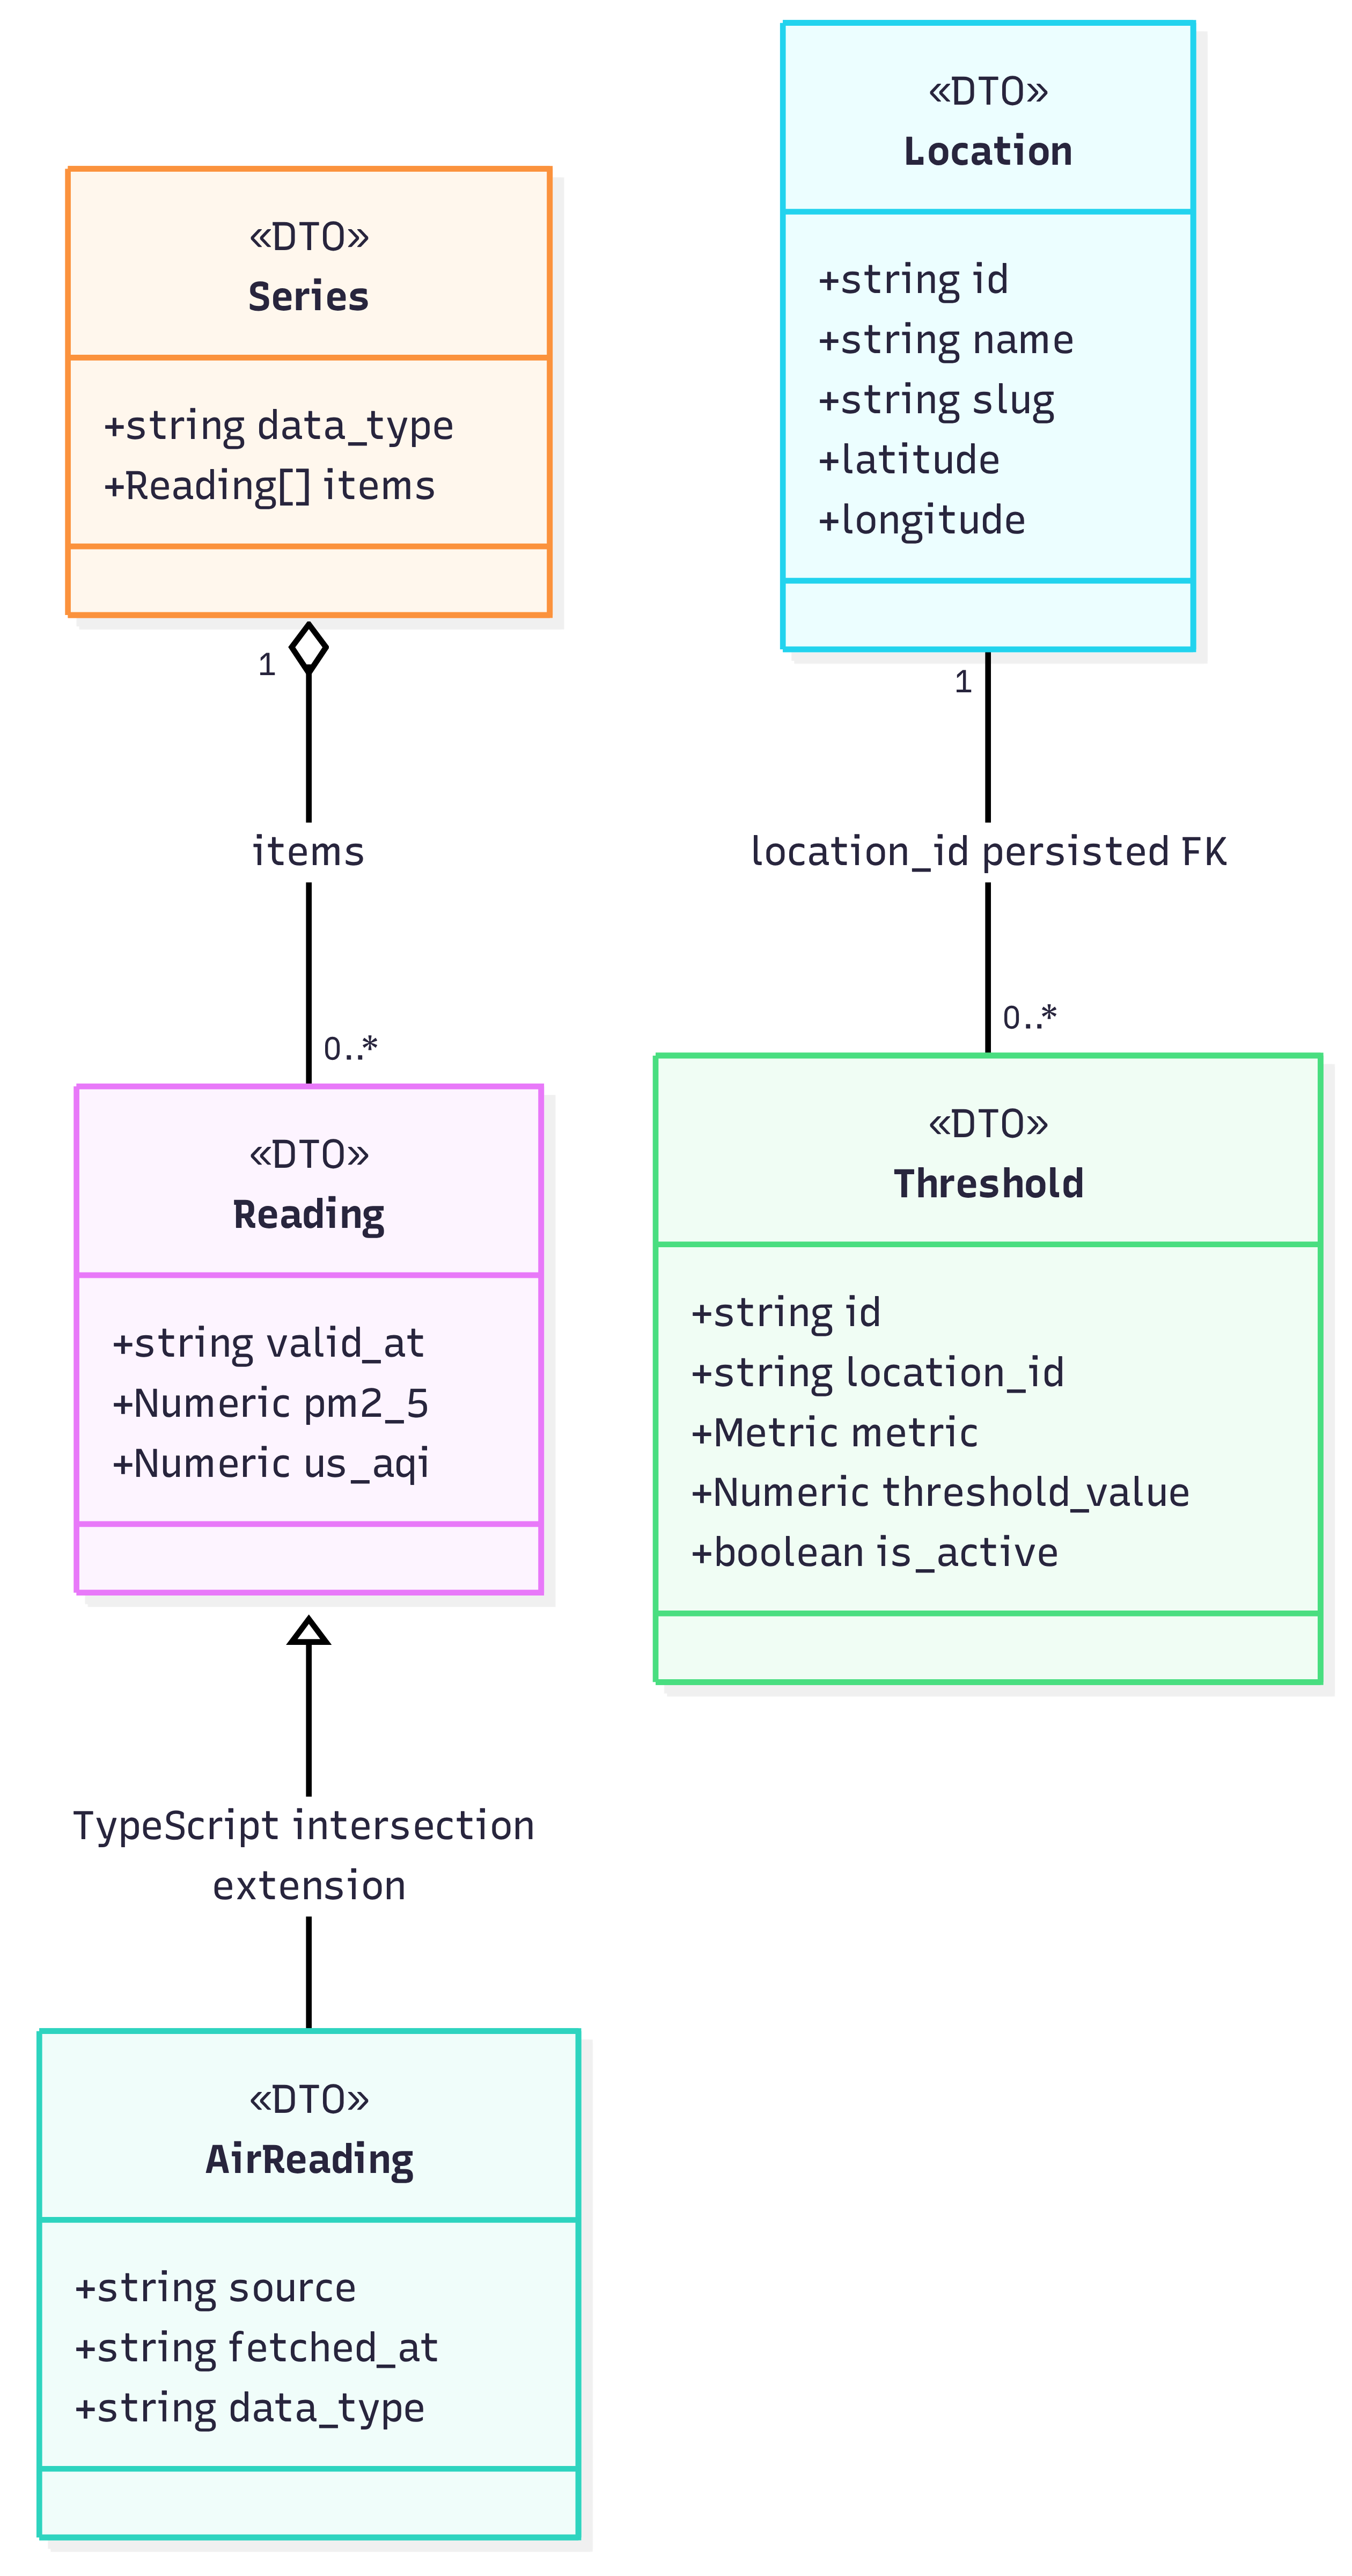 «DTO»
Series
+string data_type
+Reading[] items
1
items
0..*
«DTO»
Reading
+string valid_at
+Numeric pm2_5
+Numeric us_aqi
TypeScript intersection
extension
«DTO»
AirReading
+string source
+string fetched_at
+string data_type
«DTO»
Location
+string id
+string name
+string slug
+latitude
+longitude
1
location_id persisted FK
0..*
«DTO»
Threshold
+string id
+string location_id
+Metric metric
+Numeric threshold_value
+boolean is_active